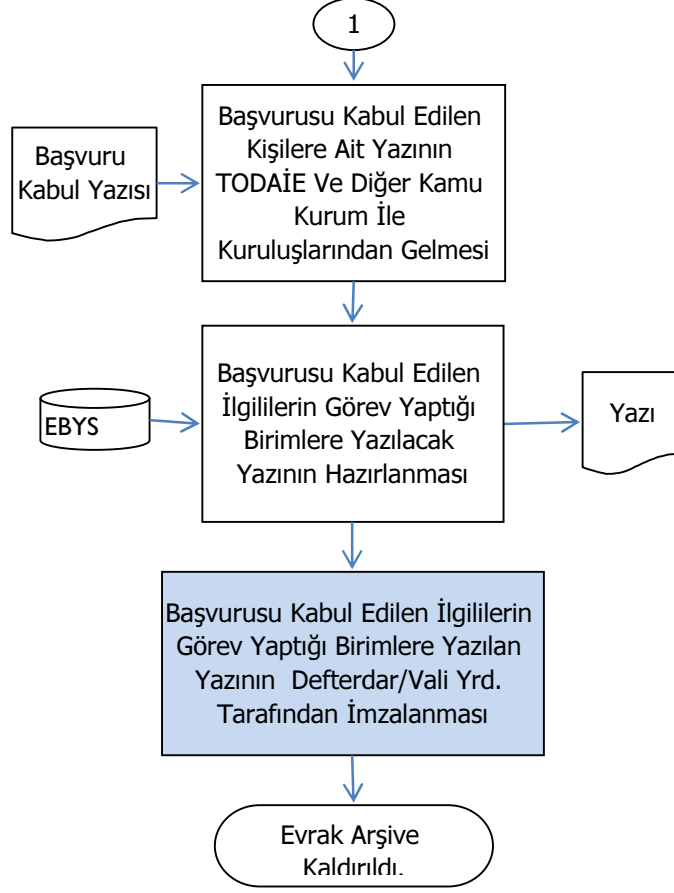 1
Başvuru
Kabul Yazısı
Başvurusu Kabul Edilen
Kişilere Ait Yazının
TODAİE Ve Diğer Kamu
Kurum İle
Kuruluşlarından Gelmesi
EBYS
Başvurusu Kabul Edilen
İlgililerin Görev Yaptığı
Birimlere Yazılacak
Yazının Hazırlanması
Yazı
Başvurusu Kabul Edilen İlgililerin
Görev Yaptığı Birimlere Yazılan
Yazının Defterdar/Vali Yrd.
Tarafından İmzalanması
Evrak Arşive
Kaldırıldı.